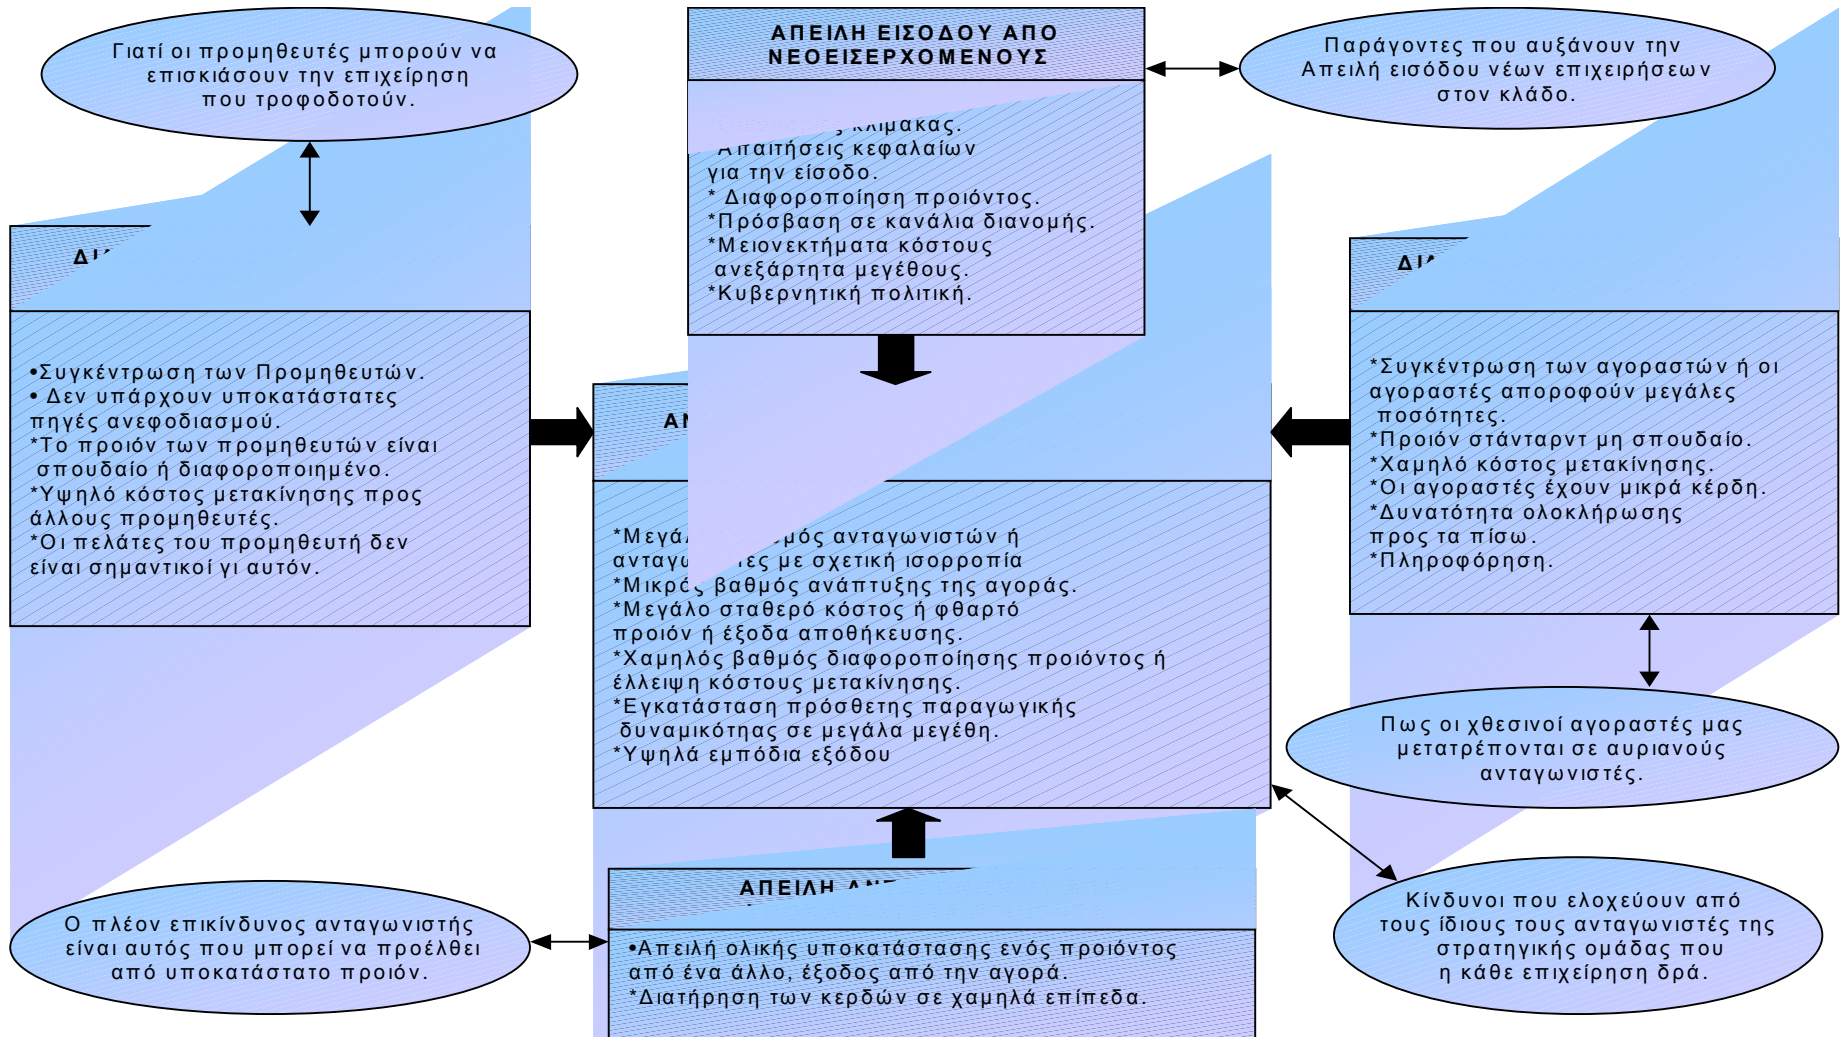 Γιατί οι προμηθευτές μπορούν να
επισκιάσουν την επιχείρηση
που τροφοδοτούν.
ΑΠΕΙΛΗ ΕΙΣΟΔΟΥ ΑΠΟ
ΝΕΟΕΙΣΕΡΧΟΜΕΝΟΥΣ
κλίμακας.
Απαιτήσεις κεφαλαίων
για την είσοδο.
* Διαφοροποίηση προιόντος.
*Πρόσβαση σε κανάλια διανομής.
*Μειονεκτήματα κόστους
ανεξάρτητα μεγέθους.
*Κυβερνητική πολιτική.
Παράγοντες που αυξάνουν την
Απειλή εισόδου νέων επιχειρήσεων
στον κλάδο.
•Συγκέντρωση των Προμηθευτών.
• Δεν υπάρχουν υποκατάστατες
πηγές ανεφοδιασμού.
*Το προιόν των προμηθευτών είναι
σπουδαίο ή διαφοροποιημένο.
*Υψηλό κόστος μετακίνησης προς
άλλους προμηθευτές.
*Οι πελάτες του προμηθευτή δεν
είναι σημαντικοί γι αυτόν.
ανταγωνιστών ή
με σχετική ισορροπία
*Μικρός βαθμός ανάπτυξης της αγοράς.
*Μεγάλο σταθερό κόστος ή φθαρτό
προιόν ή έξοδα αποθήκευσης.
*Χαμηλός βαθμός διαφοροποίησης προιόντος ή
έλλειψη κόστους μετακίνησης.
*Εγκατάσταση πρόσθετης παραγωγικής
δυναμικότηας σε μεγάλα μεγέθη.
*Υψηλά εμπόδια εξόδου
*Συγκέντρωση των αγοραστών ή οι
αγοραστές αποροφούν μεγάλες
ποσότητες.
*Προιόν στάνταρντ μη σπουδαίο.
*Χαμηλό κόστος μετακίνησης.
*Οι αγοραστές έχουν μικρά κέρδη.
*Δυνατότητα ολοκλήρωσης
προς τα πίσω.
*Πληροφόρηση.
Πως οι χθεσινοί αγοραστές μας
μετατρέπονται σε αυριανούς
ανταγωνιστές.
Ο πλέον επικίνδυνος ανταγωνιστής
είναι αυτός που μπορεί να προέλθει
από υποκατάστατο προιόν.
ΑΠΕΙΛΗ
•Απειλή ολικής υποκατάστασης ενός προιόντος
από ένα άλλο, έξοδος από την αγορά.
*Διατήρηση των κερδών σε χαμηλά επίπεδα.
Κίνδυνοι που ελοχεύουν από
τους ίδιους τους ανταγωνιστές της
στρατηγικής ομάδας που
η κάθε επιχείρηση δρά.